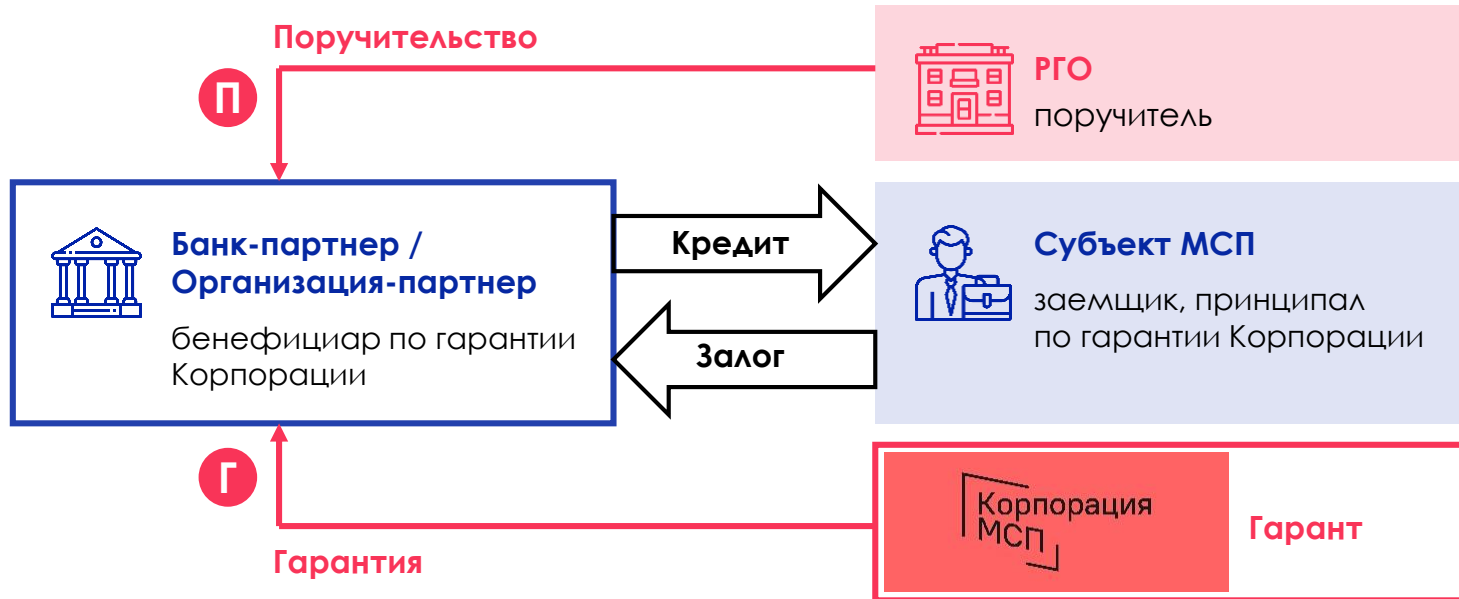 Поручительство
П
РГО
поручитель
Банк-партнер /
Организация-партнер
бенефициар по гарантии
Корпорации
Кредит
Залог
Субъект МСП
заемщик, принципал
по гарантии Корпорации
Г
Гарантия
Корпорация
МСП
Гарант